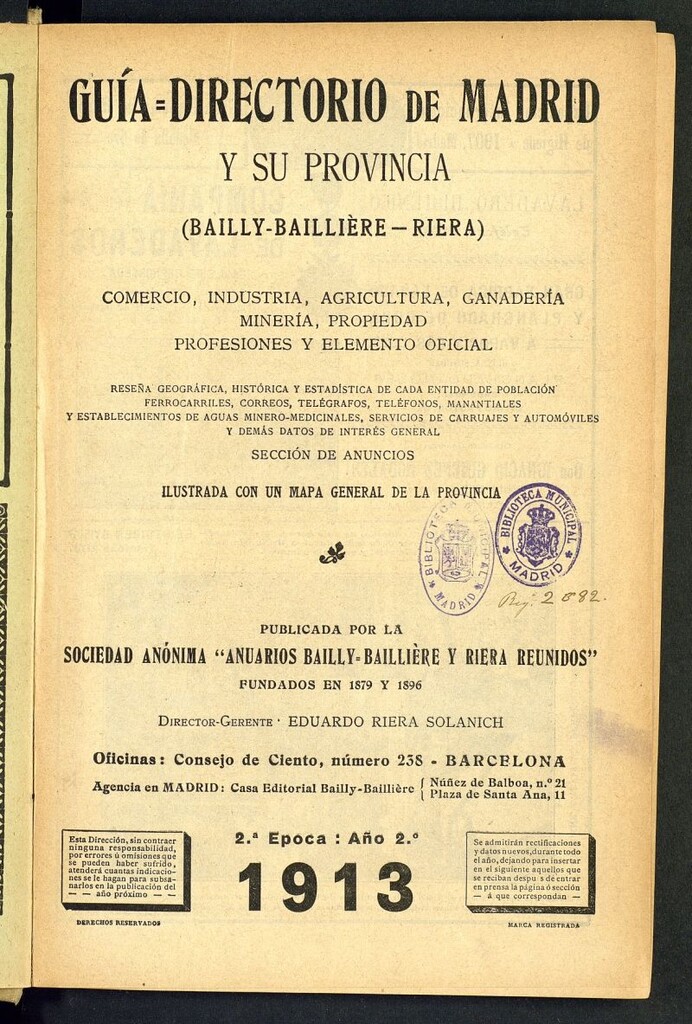 GUÍA=DIRECTORIO DE MADRID
Y SU PROVINCIA
(BAILLY-BAILLIÈRE — RIERA)
COMERCIO, INDUSTRIA, AGRICULTURA, GANADERÍA
MINERÍA, PROPIEDAD
PROFESIONES Y ELEMENTO OFICIAL
RESEÑA GEOGRÁFICA, HISTÓRICA Y ESTADÍSTICA DE CADA ENTIDAD DE POBLACIÓN
FERROCARRILES, CORREOS, TELÉGRAFOS, TELÉFONOS, MANANTIALES
Y ESTABLECIMIENTOS DE AGUAS MINERO-MEDICINALES, SERVICIOS DE CARRUAJES Y AUTOMÓVILES
Y DEMÁS DATOS DE INTERÉS GENERAL
SECCIÓN DE ANUNCIOS
ILUSTRADA CON UN MAPA GENERAL DE LA PROVINCIA
BIBLIOTECA MUNICIPAL
MADRID
BIBLIOTECA MUNICIPAL
MADRID
PUBLICADA POR LA
SOCIEDAD ANÓNIMA "ANUARIOS BAILLY=BAILLIÈRE Y RIERA REUNIDOS"
FUNDADOS EN 1879 Y 1896
DIRECTOR-GERENTE · EDUARDO RIERA SOLANICH
Oficinas: Consejo de Ciento, número 238 - BARCELONA
Agencia en MADRID: Casa Editorial Bailly-Baillière { Núñez de Balboa, n.º 21
Plaza de Santa Ana, 11
2.ª Epoca : Año 2.º
1913
Esta Dirección, sin contraer
ninguna responsabilidad,
por errores ú omisiones que
se pueden haber sufrido,
atenderá cuantas indicacio-
nes se le hagan para subsa-
narlos en la publicación del
— — año próximo — —
DERECHOS RESERVADOS
Se admitirán rectificaciones
y datos nuevos, durante todo
el año, dejando para insertar
en el siguiente aquellos que
se reciban despu s de entrar
en prensa la página ó sección
— á que correspondan —
MARCA REGISTRADA